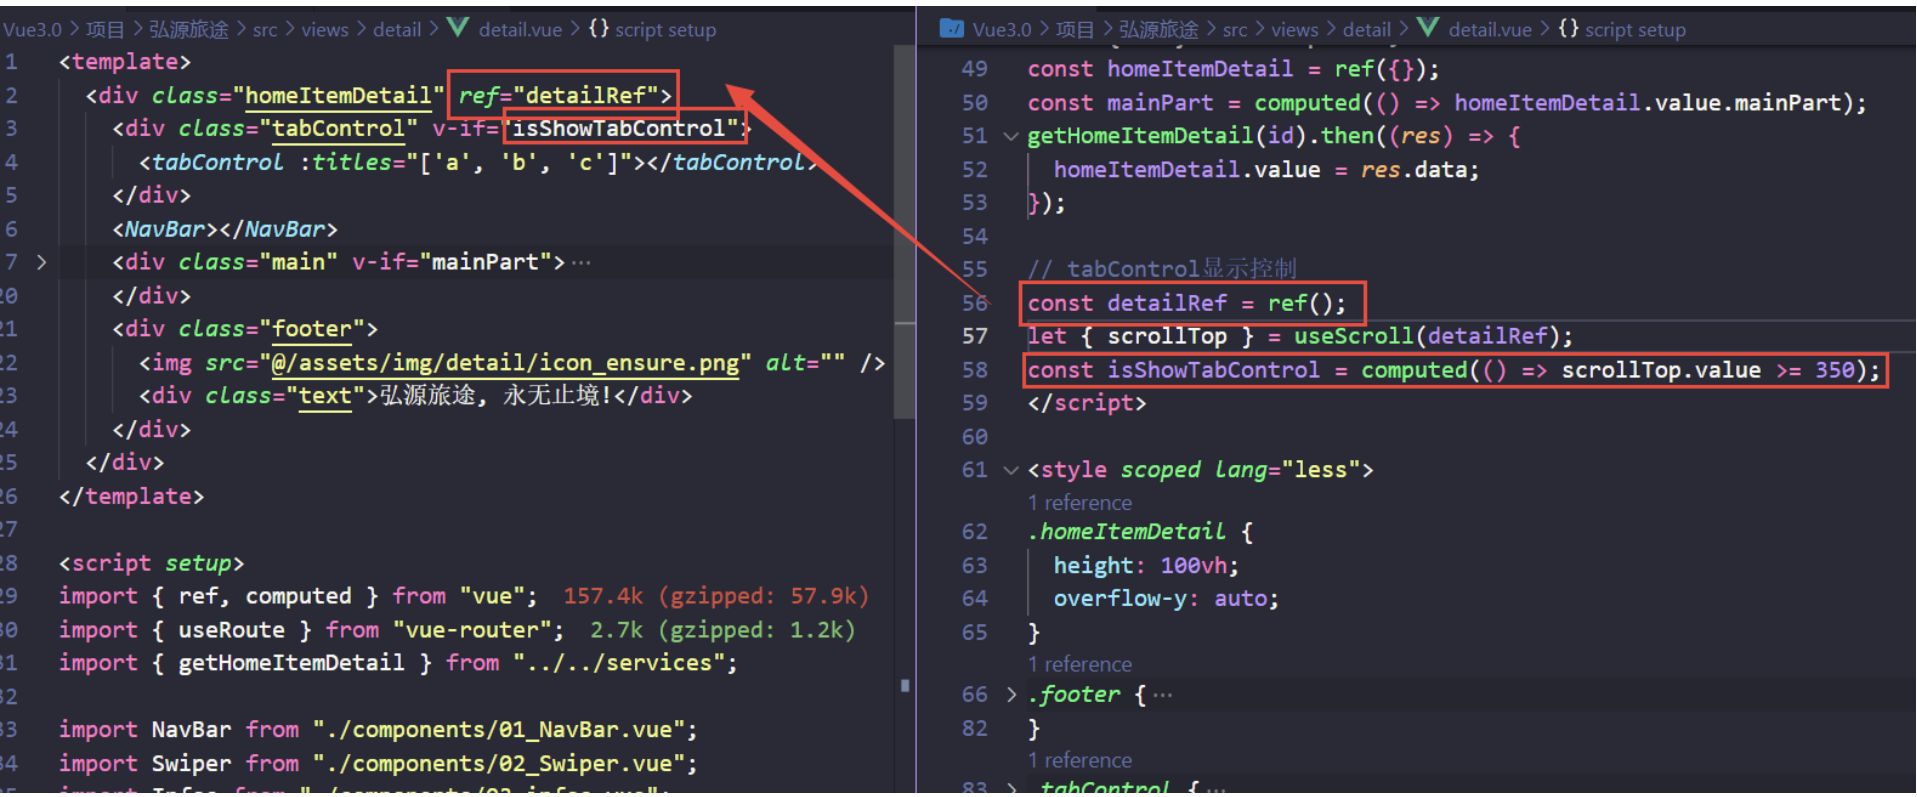 Vue3.0 > 项目 > 弘源旅途 > src > views > detail > detail.vue > {} script setup
1 <template>
2 <div class="homeItemDetail" ref="detailRef">
3 <div class="tabControl" v-if="isShowTabControl">
4 <tabControl :titles="['a', 'b', 'c']"></tabControl>
5 </div>
6 <NavBar></NavBar>
7 > <div class="main" v-if="mainPart">···
20 </div>
21 <div class="footer">
22 <img src="@/assets/img/detail/icon_ensure.png" alt="" />
23 <div class="text">弘源旅途, 永无止境!</div>
24 </div>
25 </div>
26 </template>
27
28 <script setup>
29 import { ref, computed } from "vue"; 157.4k (gzipped: 57.9k)
30 import { useRoute } from "vue-router"; 2.7k (gzipped: 1.2k)
31 import { getHomeItemDetail } from "../../services";
32
33 import NavBar from "./components/01_NavBar.vue";
34 import Swiper from "./components/02_Swiper.vue";
Vue3.0 > 项目 > 弘源旅途 > src > views > detail > detail.vue > {} script setup
49 const homeItemDetail = ref({});
50 const mainPart = computed(() => homeItemDetail.value.mainPart);
51 getHomeItemDetail(id).then((res) => {
52 homeItemDetail.value = res.data;
53 });
54
55 // tabControl显示控制
56 const detailRef = ref();
57 let { scrollTop } = useScroll(detailRef);
58 const isShowTabControl = computed(() => scrollTop.value >= 350);
59 </script>
60
61 <style scoped lang="less">
1 reference
62 .homeItemDetail {
63 height: 100vh;
64 overflow-y: auto;
65 }
1 reference
66 > .footer {···
82 }
1 reference
83 > .tabControl {···